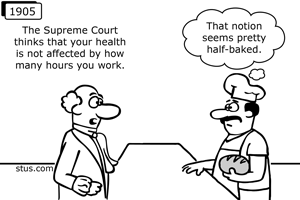 1905
The Supreme Court
thinks that your health
is not affected by how
many hours you work.
That notion
seems pretty
half-baked.
stus.com